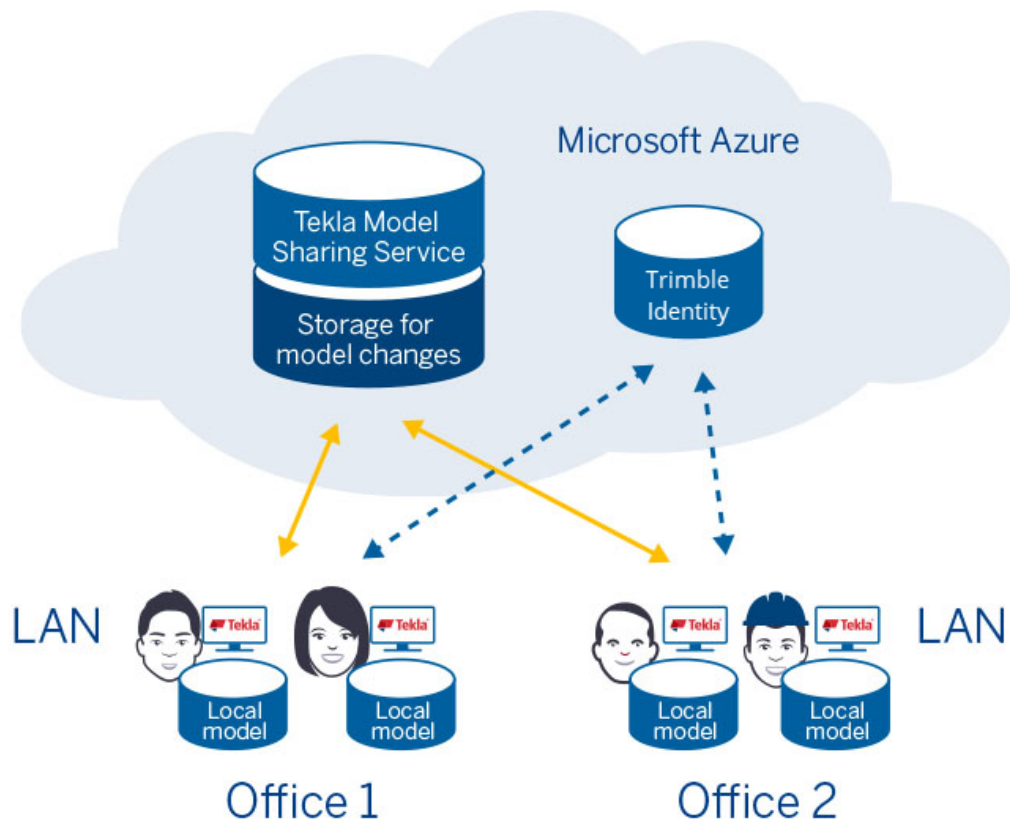 Microsoft Azure
Tekla Model
Sharing Service
Storage for
model changes
Trimble
Identity
LAN
Tekla
Tekla
Tekla
Tekla
LAN
Local
model
Local
model
Local
model
Local
model
Office 1
Office 2